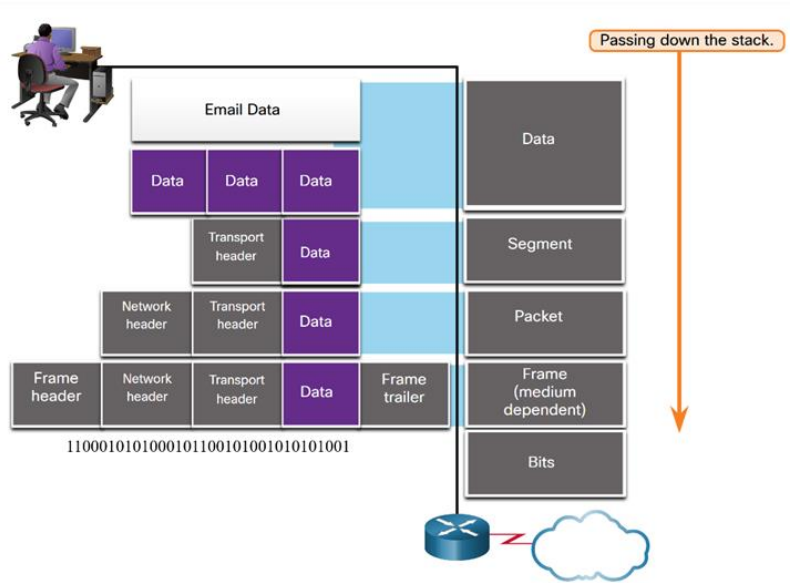 Passing down the stack.
Email Data
Data
Data
Data
Data
Transport
header
Data
Segment
Network
header
Transport
header
Data
Packet
Frame
header
Network
header
Transport
header
Data
Frame
trailer
Frame
(medium
dependent)
1100010101000101100101001010101001
Bits